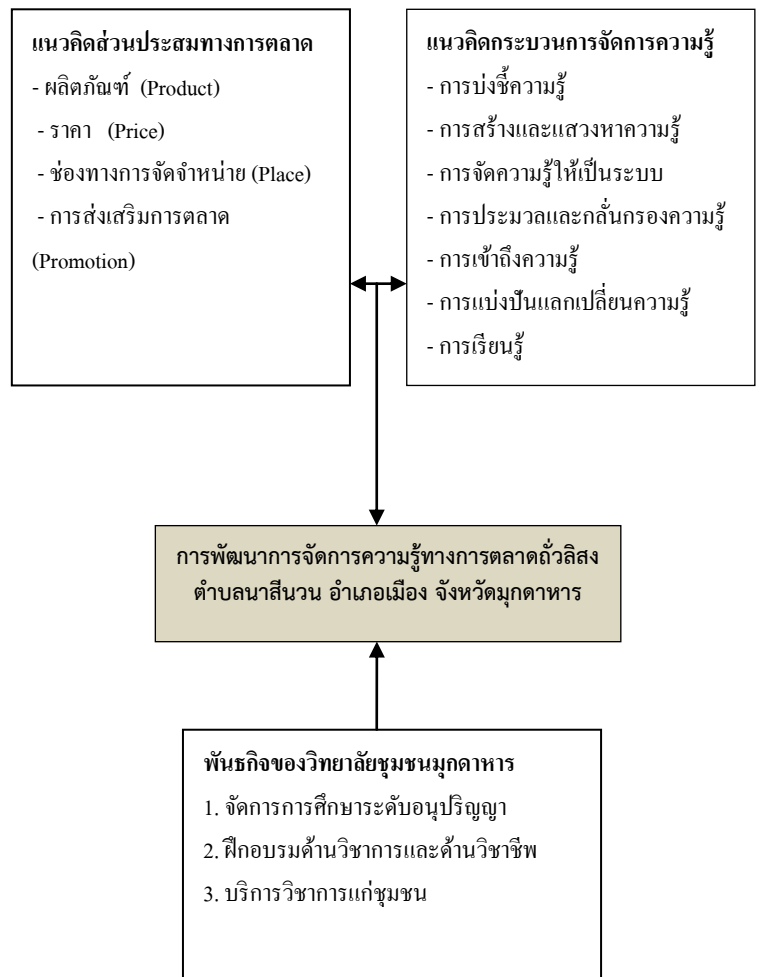 แนวคิดส่วนประสมทางการตลาด
- ผลิตภัณฑ์ (Product)
- ราคา (Price)
- ช่องทางการจัดจำหน่าย (Place)
- การส่งเสริมการตลาด
(Promotion)
แนวคิดกระบวนการจัดการความรู้
- การบ่งชี้ความรู้
- การสร้างและแสวงหาความรู้
- การจัดความรู้ให้เป็นระบบ
- การประมวลและกลั่นกรองความรู้
- การเข้าถึงความรู้
- การแบ่งปันแลกเปลี่ยนความรู้
- การเรียนรู้
การพัฒนาการจัดการความรู้ทางการตลาดถั่วลิสง
ตำบลนาสีนวน อำเภอเมือง จังหวัดมุกดาหาร
พันธกิจของวิทยาลัยชุมชนมุกดาหาร
1. จัดการการศึกษาระดับอนุปริญญา
2. ฝึกอบรมด้านวิชาการและด้านวิชาชีพ
3. บริการวิชาการแก่ชุมชน